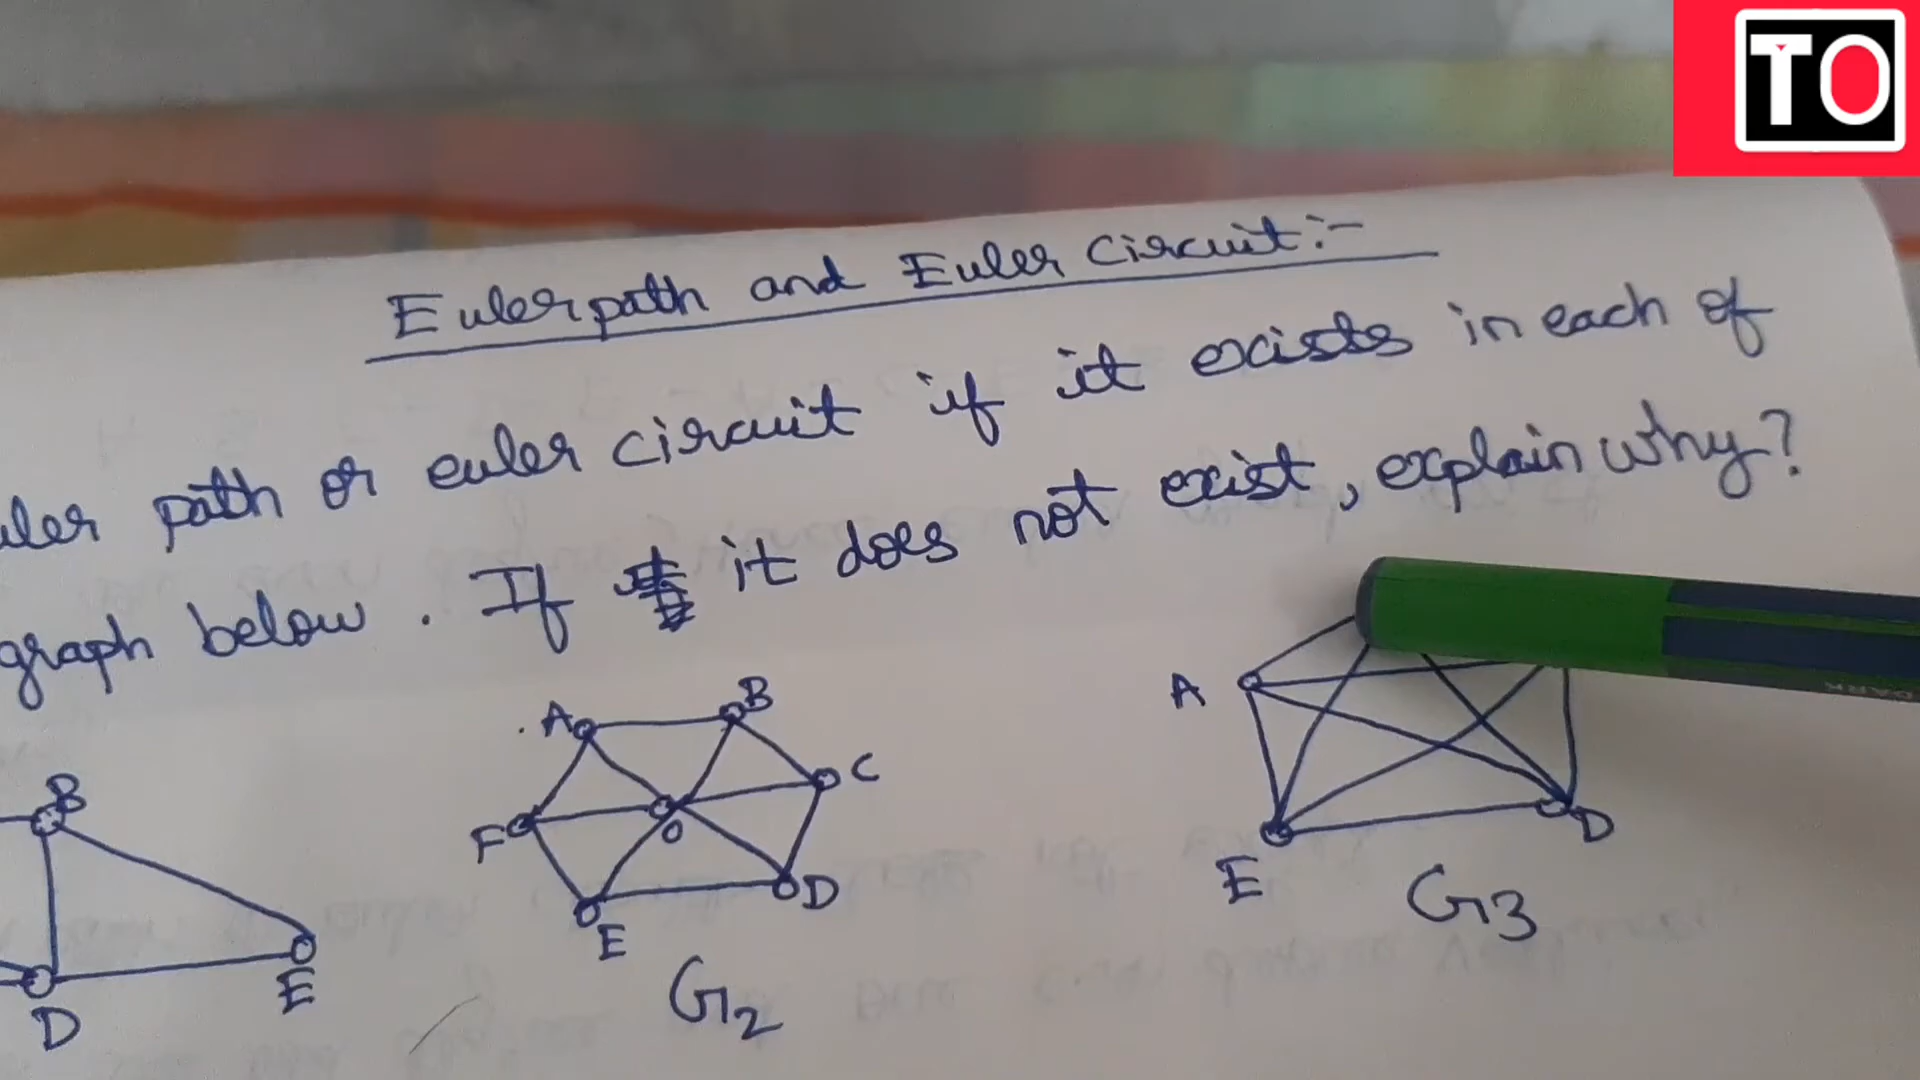 TO
Euler path and Euler Circuit:-
uler path or euler circuit if it exists in each of
graph below. If it does not exist, explain why?
A B C
F O
E D
G2
B
D E
A
E D
G3